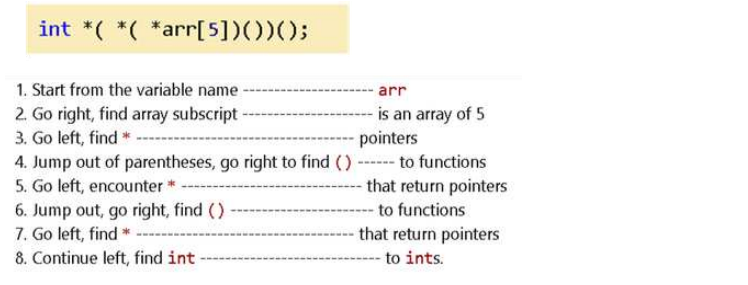 int *( *( *arr[5])())();
1. Start from the variable name --------------------- arr
2. Go right, find array subscript --------------------- is an array of 5
3. Go left, find * ----------------------------------- pointers
4. Jump out of parentheses, go right to find () ------ to functions
5. Go left, encounter * ----------------------------- that return pointers
6. Jump out, go right, find () ----------------------- to functions
7. Go left, find * ----------------------------------- that return pointers
8. Continue left, find int ----------------------------- to ints.